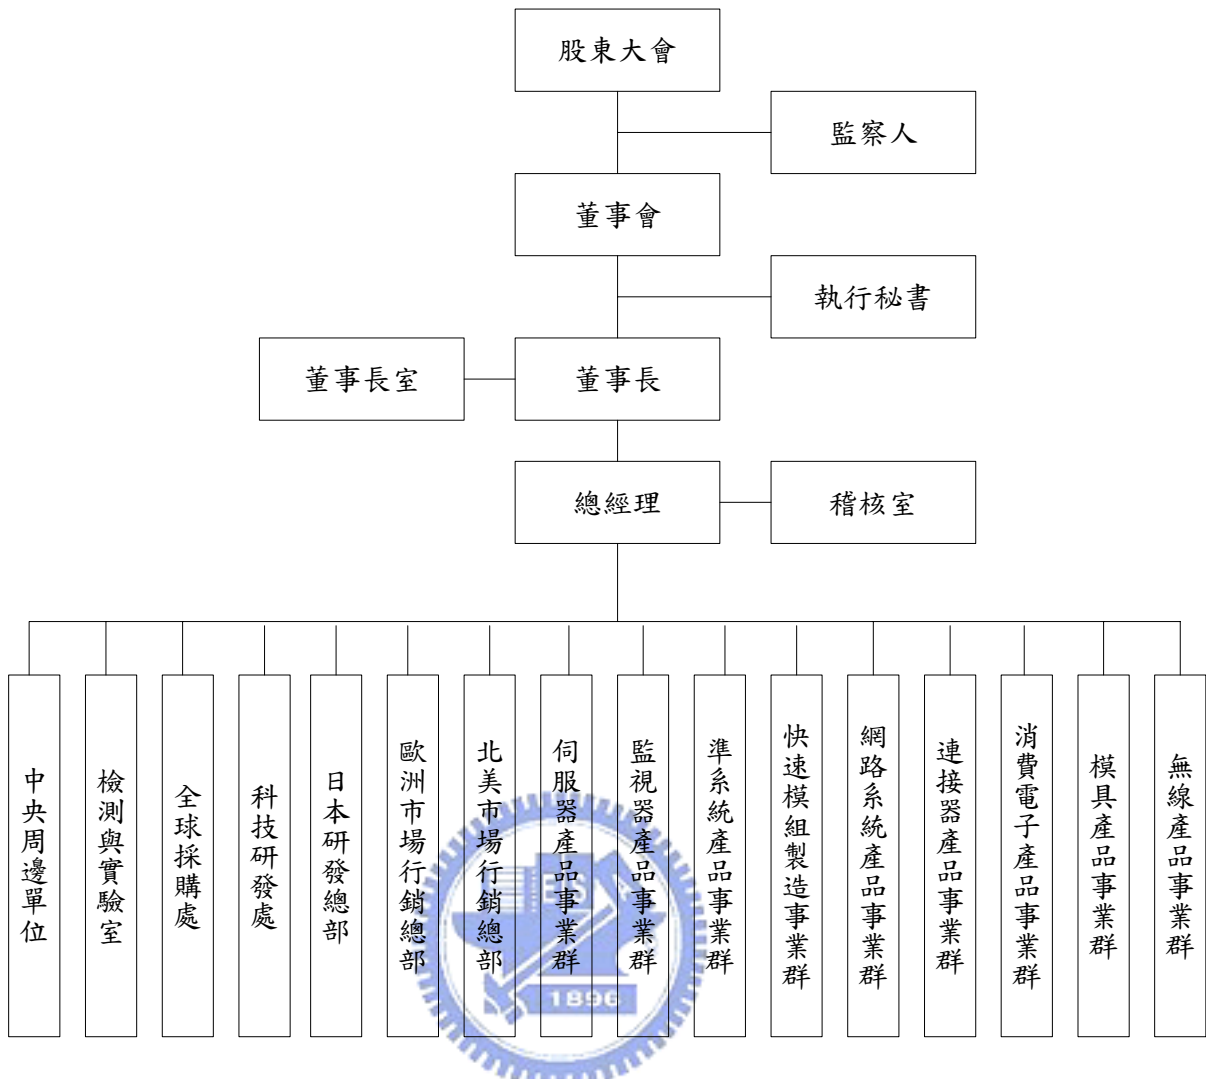 股東大會
監察人
董事會
執行秘書
董事長室
董事長
總經理
稽核室
中央周邊單位
檢測與實驗室
全球採購處
科技研發處
日本研發總部
歐洲市場行銷總部
北美市場行銷總部
伺服器產品事業群
監視器產品事業群
準系統產品事業群
快速模組製造事業群
網路系統產品事業群
連接器產品事業群
消費電子產品事業群
模具產品事業群
無線產品事業群
ES
1896